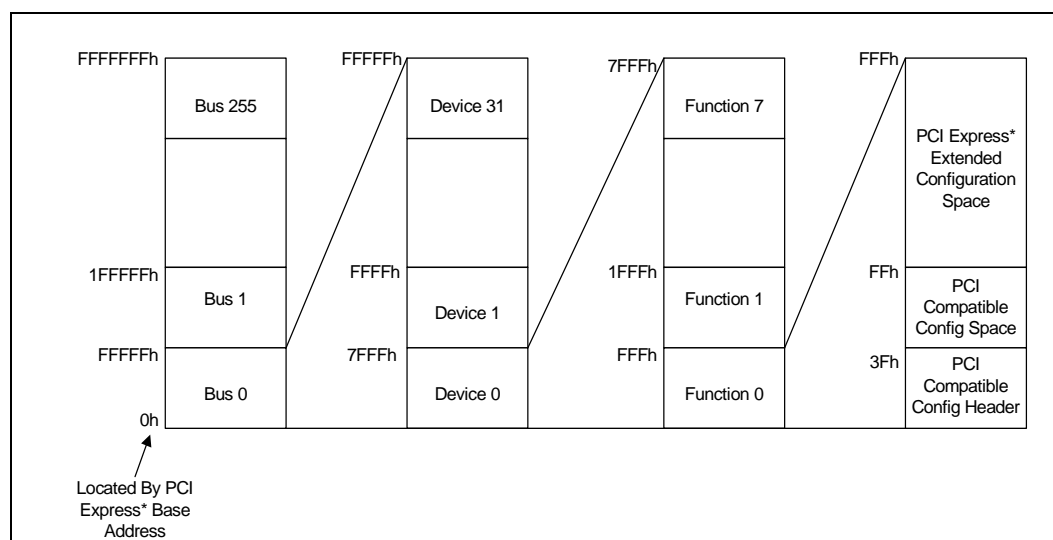 FFFFFFFh
Bus 255
1FFFFFh
Bus 1
FFFFFh
Bus 0
0h
Located By PCI
Express* Base
Address
FFFFFh
Device 31
FFFFh
Device 1
7FFFh
Device 0
7FFFh
Function 7
1FFFh
Function 1
FFFh
Function 0
FFFh
PCI Express*
Extended
Configuration
Space
FFh
PCI
Compatible
Config Space
3Fh
PCI
Compatible
Config Header